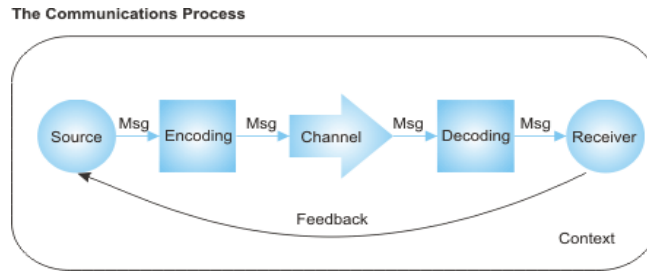 The Communications Process
Msg Msg Msg Msg
Source Encoding Channel Decoding Receiver
Feedback
Context